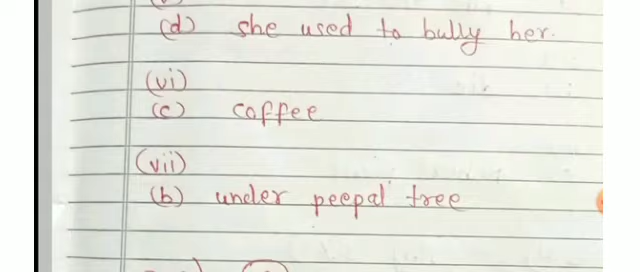 (d) she used to bully her.
(vi)
(c) coffee
(vii)
(b) under peepal tree